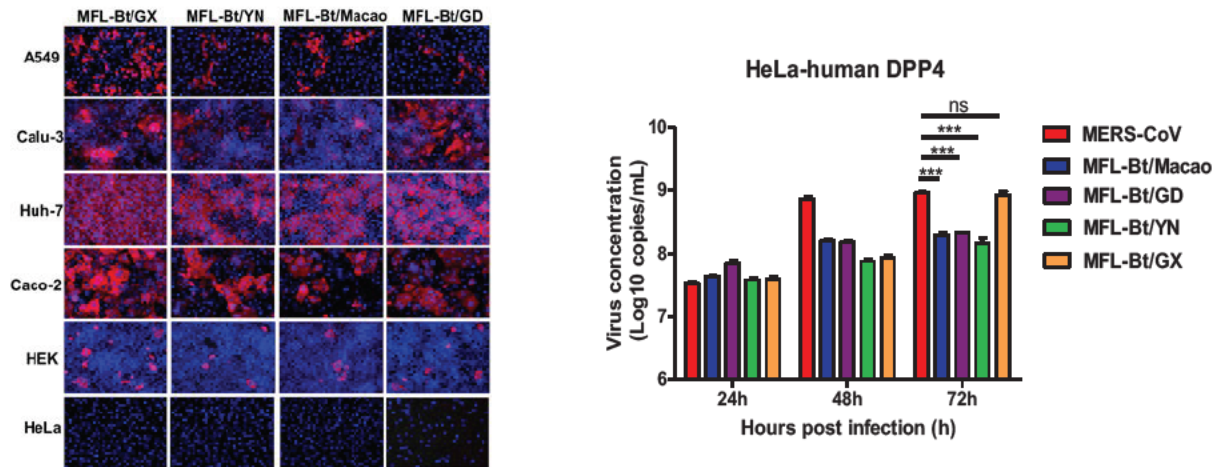 MFL-Bt/GX MFL-Bt/YN MFL-Bt/Macao MFL-Bt/GD
A549
Calu-3
Huh-7
Caco-2
HEK
HeLa
HeLa-human DPP4
Virus concentration
(Log10 copies/mL)
10
9
8
7
6
ns
***
***
***
24h 48h 72h
Hours post infection (h)
MERS-CoV
MFL-Bt/Macao
MFL-Bt/GD
MFL-Bt/YN
MFL-Bt/GX